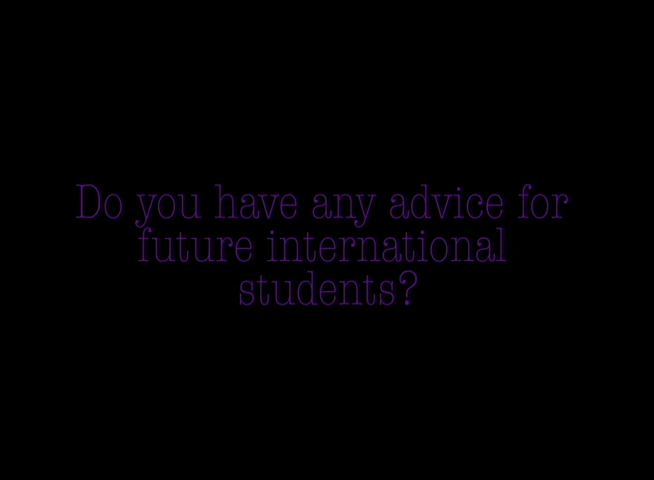 Do you have any advice for
future international
students?